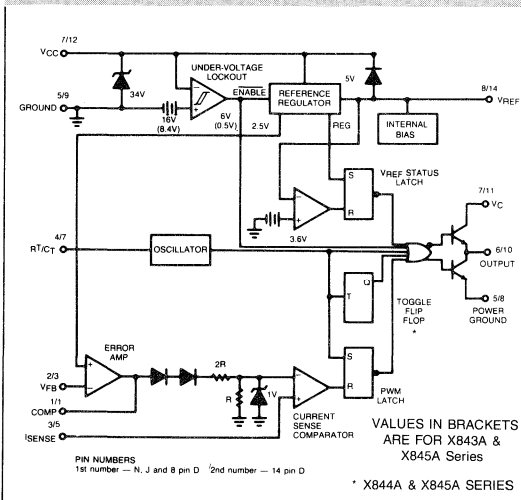 7/12
VCC
UNDER-VOLTAGE
LOCKOUT
34V
ENABLE
5V
REFERENCE
REGULATOR
8/14
VREF
5/9
GROUND
16V
(8.4V)
6V
(0.5V)
2.5V
REG
INTERNAL
BIAS
S
VREF STATUS
LATCH
R
3.6V
7/11
VC
4/7
RT/CT
OSCILLATOR
6/10
OUTPUT
Q
T
TOGGLE
FLIP
FLOP
*
5/8
POWER
GROUND
ERROR
AMP
2/3
VFB
1/1
COMP
3/5
ISENSE
2R
R
1V
CURRENT
SENSE
COMPARATOR
S
R
PWM
LATCH
VALUES IN BRACKETS
ARE FOR X843A &
X845A Series
PIN NUMBERS
1st number — N, J and 8 pin D /2nd number — 14 pin D
* X844A & X845A SERIES